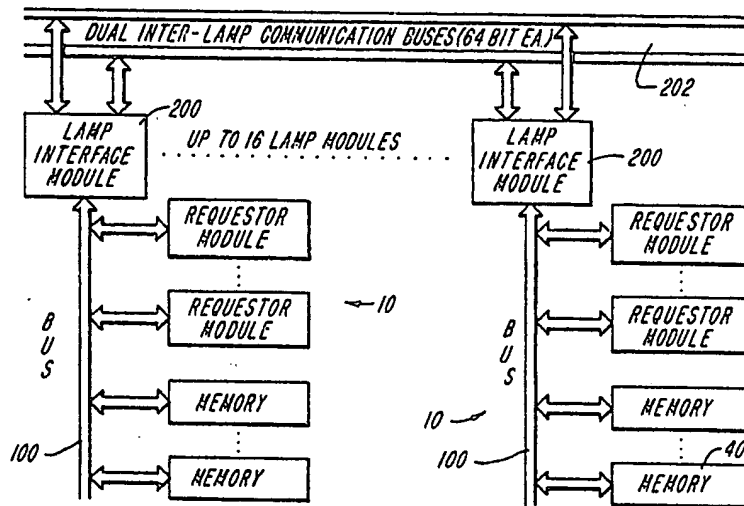 DUAL INTER-LAMP COMMUNICATION BUSES (64 BIT EA.)
202
200
LAMP
INTERFACE
MODULE
UP TO 16 LAMP MODULES
LAMP
INTERFACE
MODULE
200
REQUESTOR
MODULE
REQUESTOR
MODULE
REQUESTOR
MODULE
10
REQUESTOR
MODULE
BUS
BUS
MEMORY
10
MEMORY
100
MEMORY
100
MEMORY
40